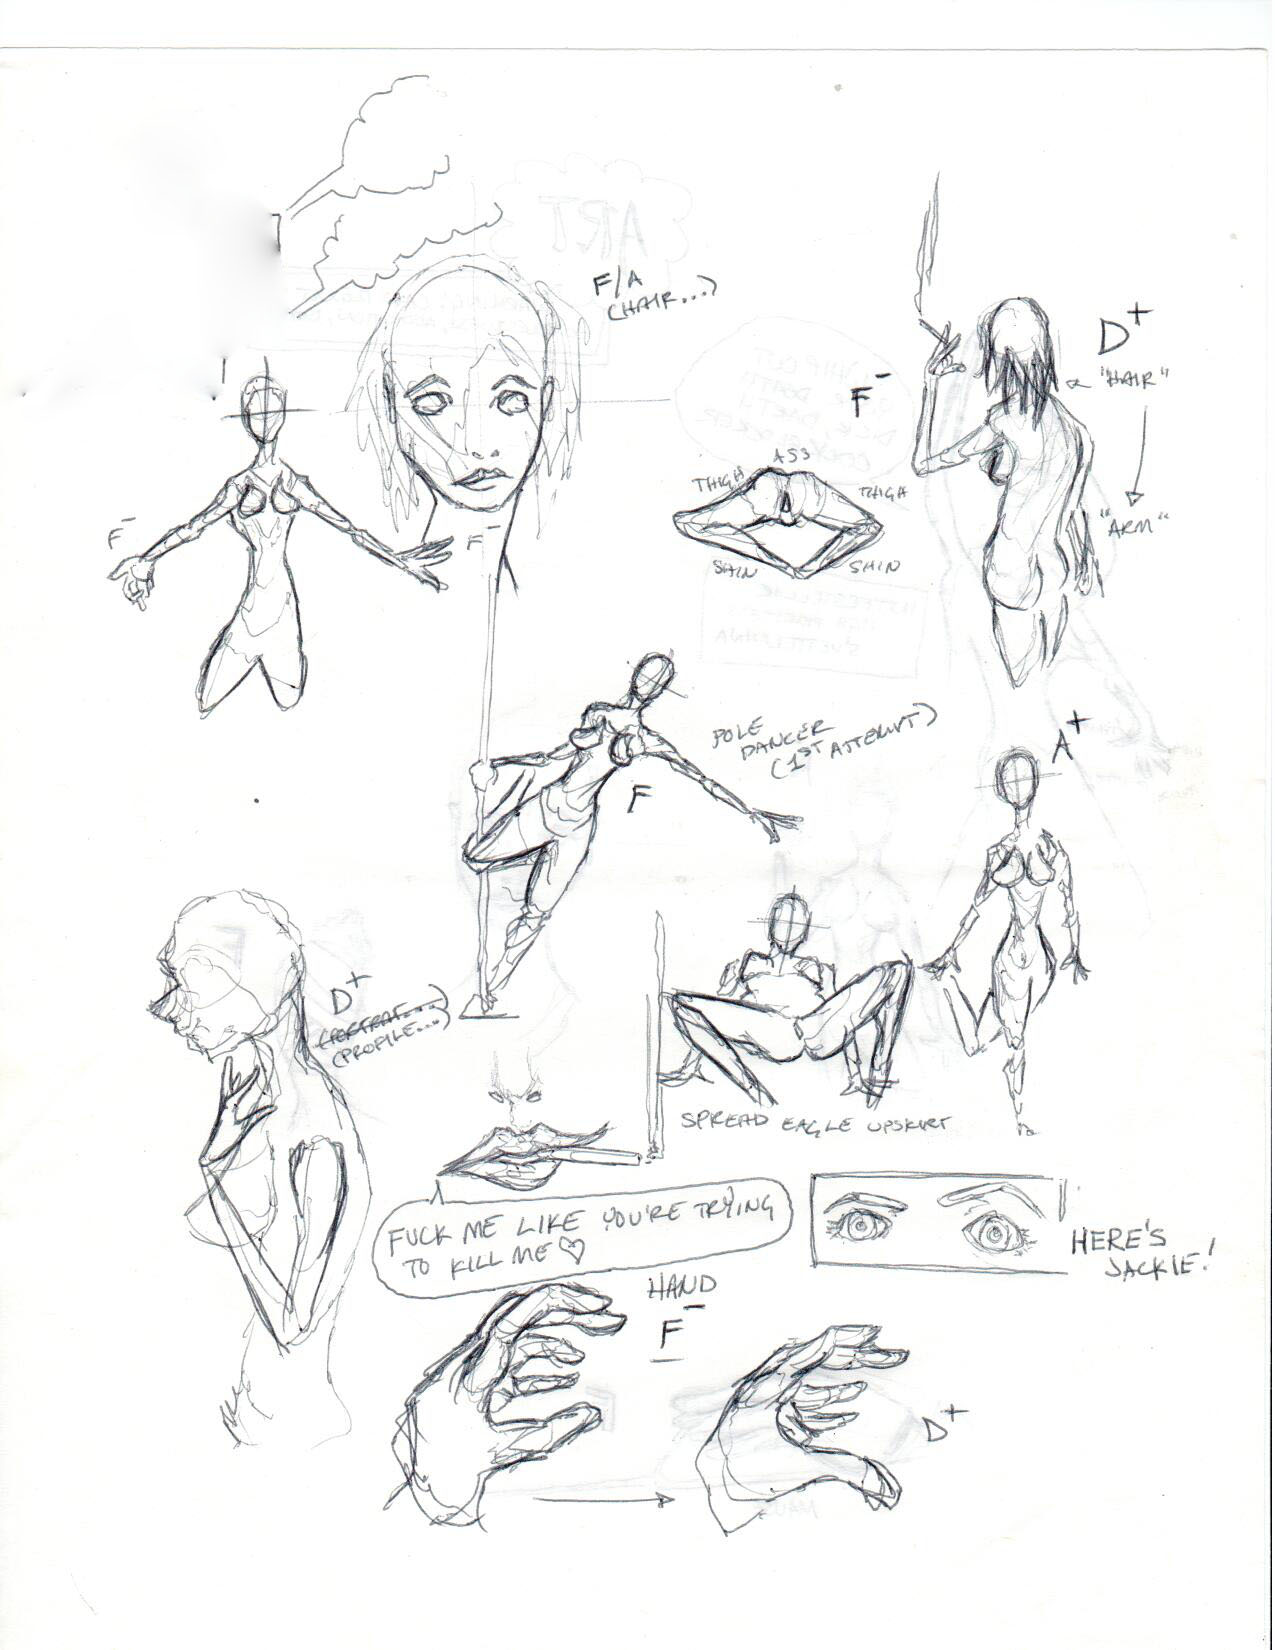 F/A
(HAIR...)
D+
"HAIR"
"ARM"
F-
ASS
THIGH
THIGH
SHIN
SHIN
F-
F-
POLE
DANCER
(1ST ATTEMPT)
F
A+
D+
(PROFILE...)
SPREAD EAGLE UPSKIRT
FUCK ME LIKE YOU'RE TRYING
TO KILL ME ♡
HERE'S
JACKIE!
HAND
F-
D+
ART